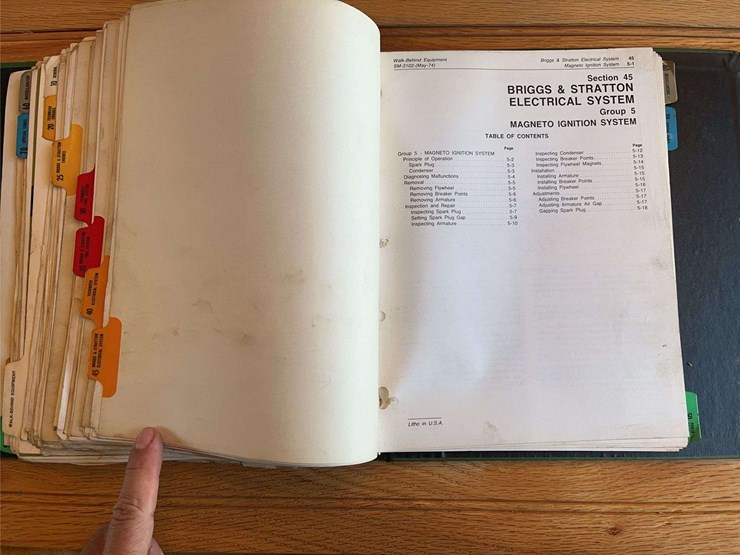 Walk-Behind Equipment
SM-2102-(May-74)
Briggs & Stratton Electrical System 45
Magneto Ignition System 5-1
Section 45
BRIGGS & STRATTON
ELECTRICAL SYSTEM
Group 5
MAGNETO IGNITION SYSTEM
TABLE OF CONTENTS
Page
Group 5 - MAGNETO IGNITION SYSTEM
Principle of Operation 5-2
Spark Plug 5-3
Condenser 5-3
Diagnosing Malfunctions 5-4
Removal 5-5
Removing Flywheel 5-5
Removing Breaker Points 5-6
Removing Armature 5-6
Inspection and Repair 5-7
Inspecting Spark Plug 5-7
Setting Spark Plug Gap 5-9
Inspecting Armature 5-10
Page
Inspecting Condenser 5-12
Inspecting Breaker Points 5-13
Inspecting Flywheel Magnets 5-14
Installation 5-15
Installing Armature 5-15
Installing Breaker Points 5-15
Installing Flywheel 5-16
Adjustments 5-17
Adjusting Breaker Points 5-17
Adjusting Armature Air Gap 5-17
Gapping Spark Plug 5-18
Litho in U.S.A.
WALK-BEHIND EQUIPMENT